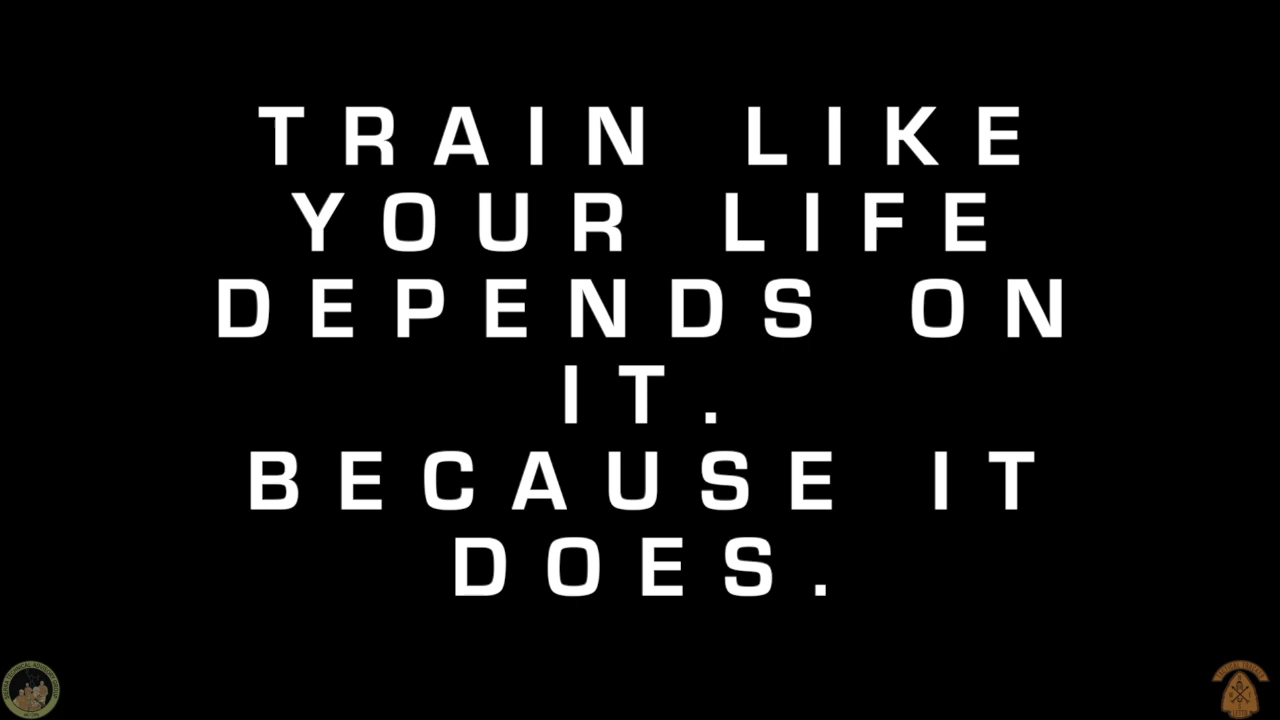 TRAIN LIKE
YOUR LIFE
DEPENDS ON
IT.
BECAUSE IT
DOES.